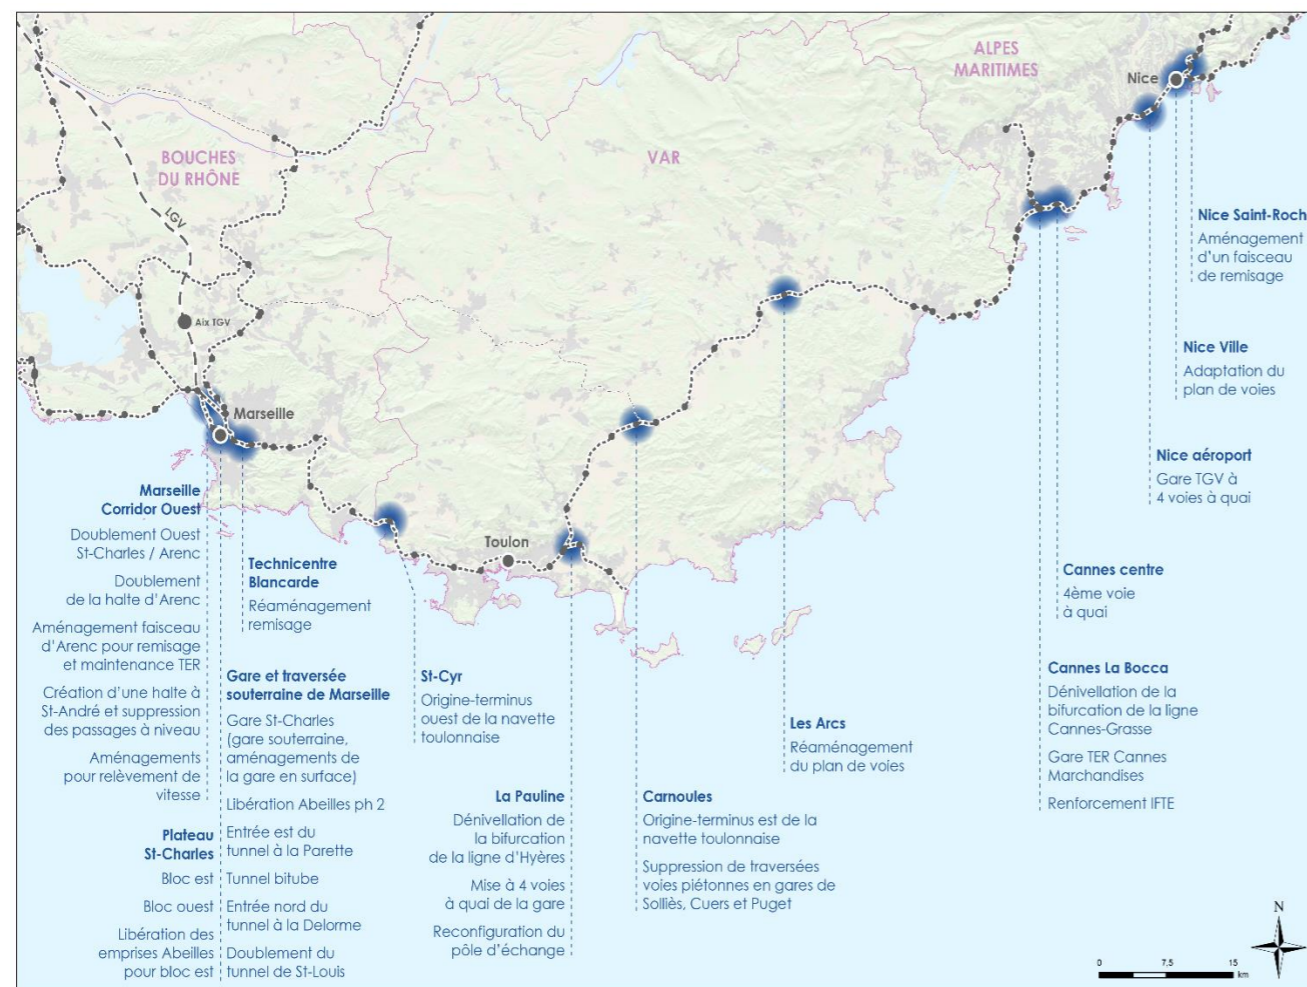 ALPES
MARITIMES
Nice
BOUCHES
DU RHÔNE
VAR
LGV
Aix TGV
Marseille
Toulon
Nice Saint-Roch
Aménagement
d'un faisceau
de remisage
Nice Ville
Adaptation du
plan de voies
Nice aéroport
Gare TGV à
4 voies à quai
Cannes centre
4ème voie
à quai
Cannes La Bocca
Dénivellation de la
bifurcation de la ligne
Cannes-Grasse
Gare TER Cannes
Marchandises
Renforcement IFTE
Marseille
Corridor Ouest
Doublement Ouest
St-Charles / Arenc
Doublement
de la halte d'Arenc
Aménagement faisceau
d'Arenc pour remisage
et maintenance TER
Création d'une halte à
St-André et suppression
des passages à niveau
Aménagements
pour relèvement de
vitesse
Plateau
St-Charles
Bloc est
Bloc ouest
Libération des
emprises Abeilles
pour bloc est
Technicentre
Blancarde
Réaménagement
remisage
Gare et traversée
souterraine de Marseille
Gare St-Charles
(gare souterraine,
aménagements de
la gare en surface)
Libération Abeilles ph 2
Entrée est du
tunnel à la Parette
Tunnel bitube
Entrée nord du
tunnel à la Delorme
Doublement du
tunnel de St-Louis
St-Cyr
Origine-terminus
ouest de la navette
toulonnaise
La Pauline
Dénivellation de
la bifurcation
de la ligne d'Hyères
Mise à 4 voies
à quai de la gare
Reconfiguration du
pôle d'échange
Carnoules
Origine-terminus est de la
navette toulonnaise
Suppression de traversées
voies piétonnes en gares de
Solliès, Cuers et Puget
Les Arcs
Réaménagement
du plan de voies
N
0 7,5 15
km